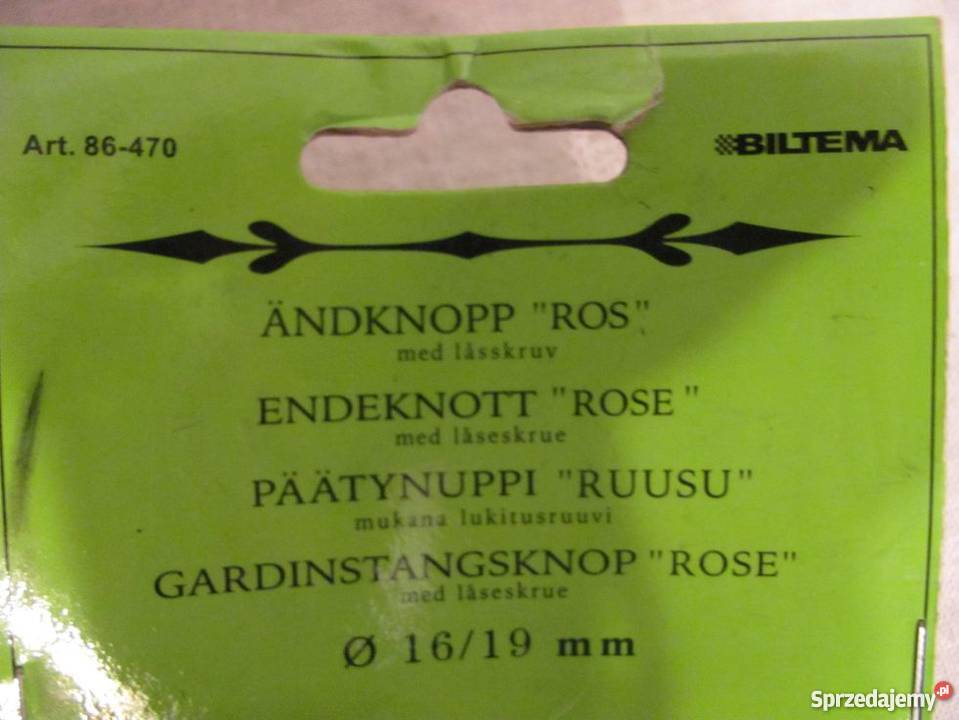 Art. 86-470
BILTEMA
ÄNDKNOPP "ROS"
med låsskruv
ENDEKNOTT "ROSE"
med låseskrue
PÄÄTYNUPPI "RUUSU"
mukana lukitusruuvi
GARDINSTANGSKNOP "ROSE"
med låseskrue
Ø 16/19 mm
Sprzedajemy.pl